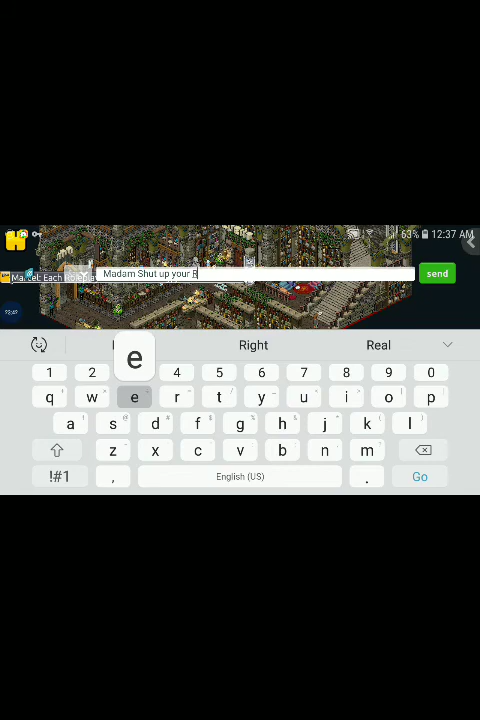 63% 12:37 AM
Madam Shut up your R
send
e
Right
Real
1 2 4 5 6 7 8 9 0
q w e r t y u i o p
a s d f g h j k l
z x c v b n m
!#1 , English (US) . Go